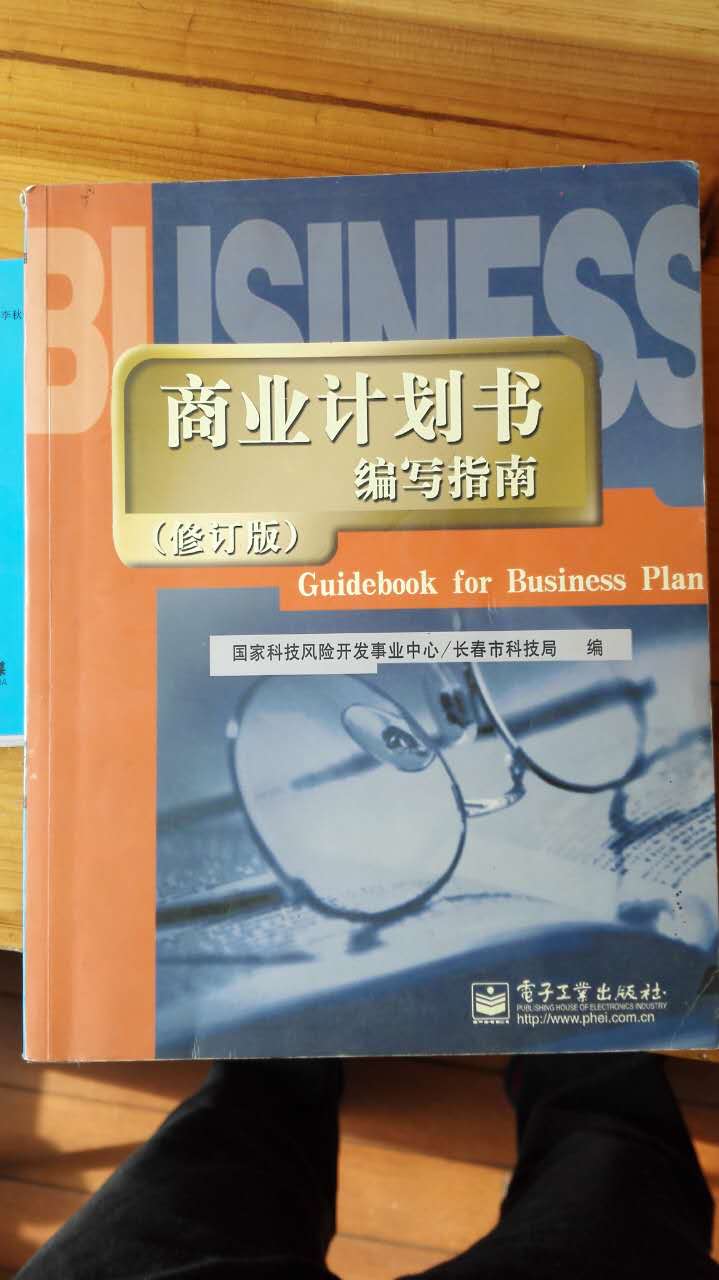 BUSINESS
商业计划书
编写指南
（修订版）
Guidebook for Business Plan
国家科技风险开发事业中心/长春市科技局 编
電子工業出版社
PUBLISHING HOUSE OF ELECTRONICS INDUSTRY
http://www.phei.com.cn
李秋